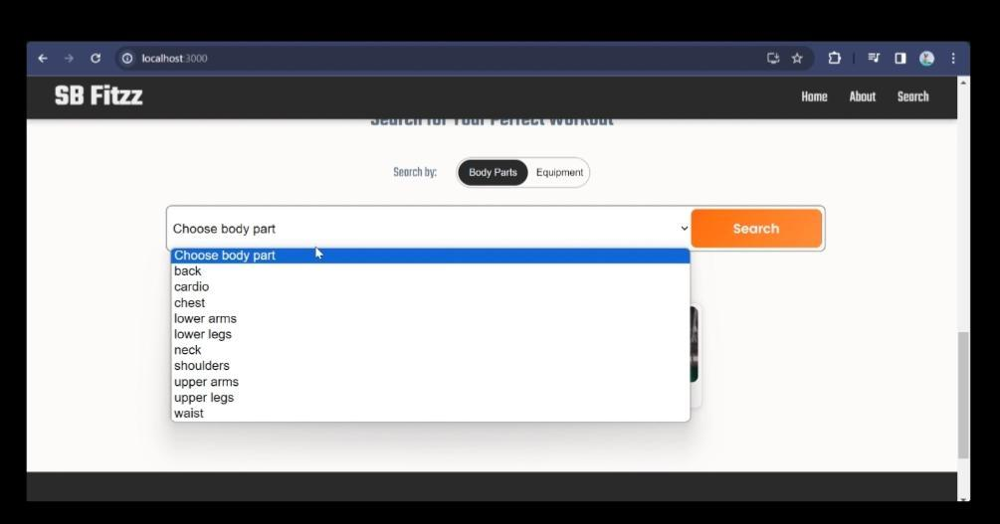 localhost:3000
SB Fitzz
Home About Search
Search for Your Perfect Workout
Search by: Body Parts Equipment
Choose body part
Search
Choose body part
back
cardio
chest
lower arms
lower legs
neck
shoulders
upper arms
upper legs
waist